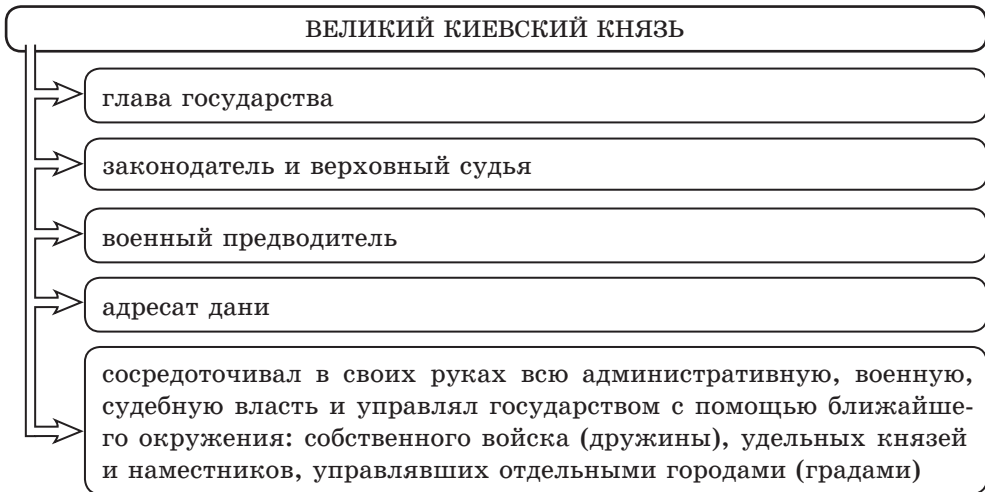 ВЕЛИКИЙ КИЕВСКИЙ КНЯЗЬ
глава государства
законодатель и верховный судья
военный предводитель
адресат дани
сосредоточивал в своих руках всю административную, военную,
судебную власть и управлял государством с помощью ближайше-
го окружения: собственного войска (дружины), удельных князей
и наместников, управлявших отдельными городами (градами)